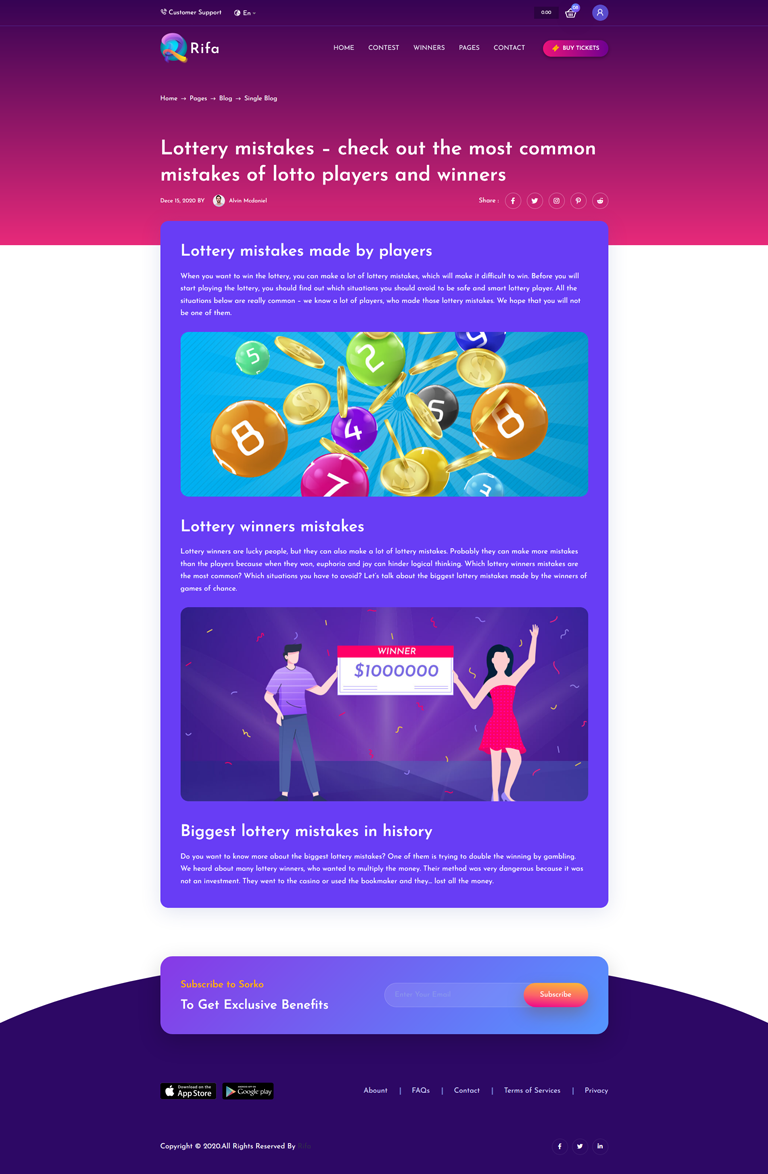 Customer Support
En
0.00
Rifa
HOME
CONTEST
WINNERS
PAGES
CONTACT
BUY TICKETS
Home → Pages → Blog → Single Blog
Lottery mistakes – check out the most common
mistakes of lotto players and winners
Dece 15, 2020 BY
Alvin Mcdaniel
Share :
Lottery mistakes made by players
When you want to win the lottery, you can make a lot of lottery mistakes, which will make it difficult to win. Before you will
start playing the lottery, you should find out which situations you should avoid to be safe and smart lottery player. All the
situations below are really common – we know a lot of players, who made those lottery mistakes. We hope that you will not
be one of them.
5
2
9
8
4
5
8
7
Lottery winners mistakes
Lottery winners are lucky people, but they can also make a lot of lottery mistakes. Probably they can make more mistakes
than the players because when they won, euphoria and joy can hinder logical thinking. Which lottery winners mistakes are
the most common? Which situations you have to avoid? Let's talk about the biggest lottery mistakes made by the winners of
games of chance.
WINNER
$1000000
Biggest lottery mistakes in history
Do you want to know more about the biggest lottery mistakes? One of them is trying to double the winning by gambling.
We heard about many lottery winners, who wanted to multiply the money. Their method was very dangerous because it was
not an investment. They went to the casino or used the bookmaker and they... lost all the money.
Subscribe to Sorko
To Get Exclusive Benefits
Enter Your Email
Subscribe
Download on the
App Store
Google play
Abount | FAQs | Contact | Terms of Services | Privacy
Copyright © 2020.All Rights Reserved By Rifa